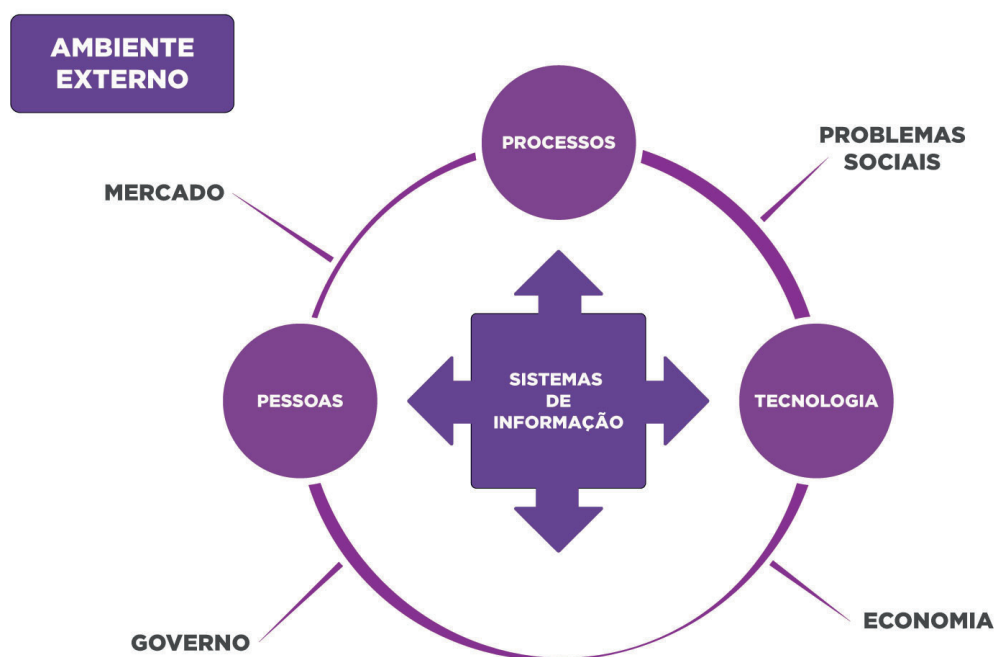 AMBIENTE
EXTERNO
PROCESSOS
PROBLEMAS
SOCIAIS
MERCADO
SISTEMAS
DE
INFORMAÇÃO
PESSOAS
TECNOLOGIA
GOVERNO
ECONOMIA